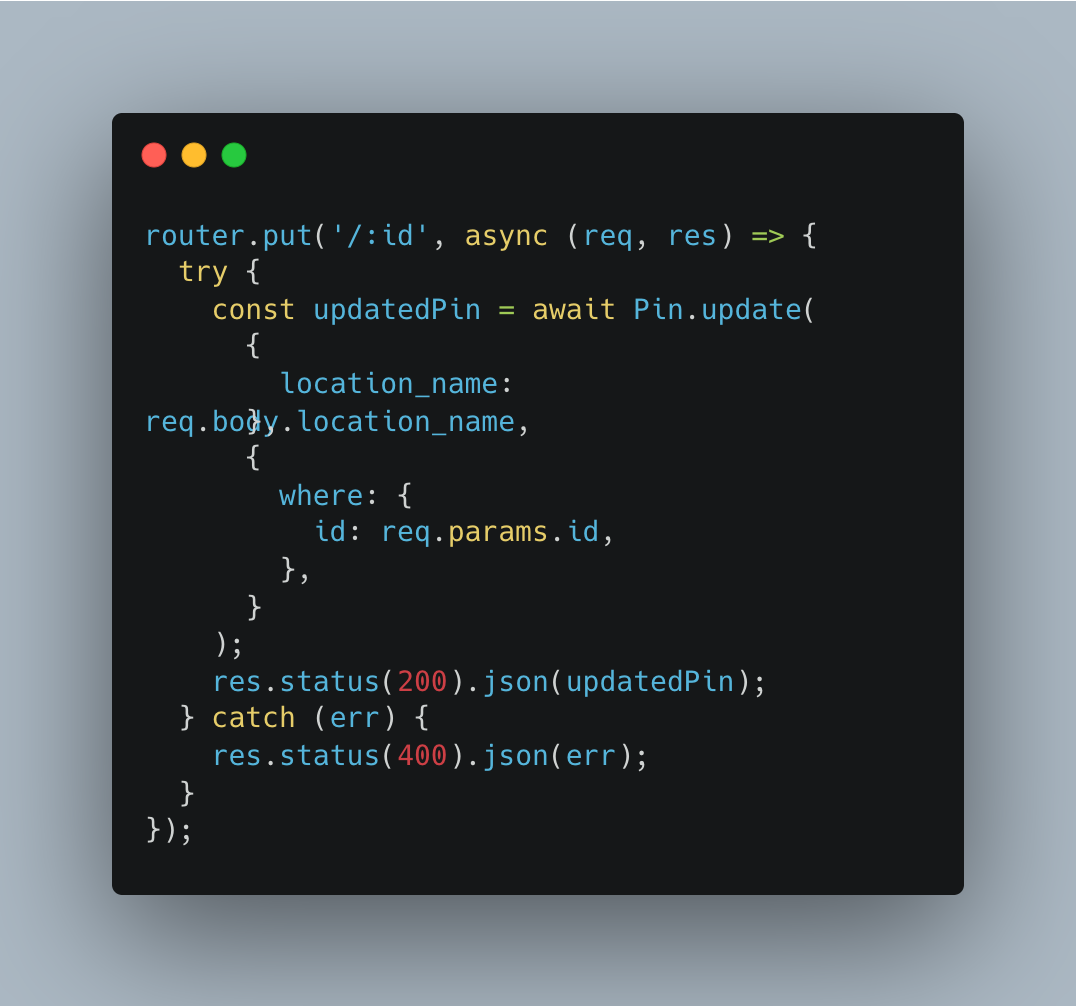 router.put('/:id', async (req, res) => {
  try {
    const updatedPin = await Pin.update(
      {
        location_name:
req.body.location_name,
      },
      {
        where: {
          id: req.params.id,
        },
      }
    );
    res.status(200).json(updatedPin);
  } catch (err) {
    res.status(400).json(err);
  }
});